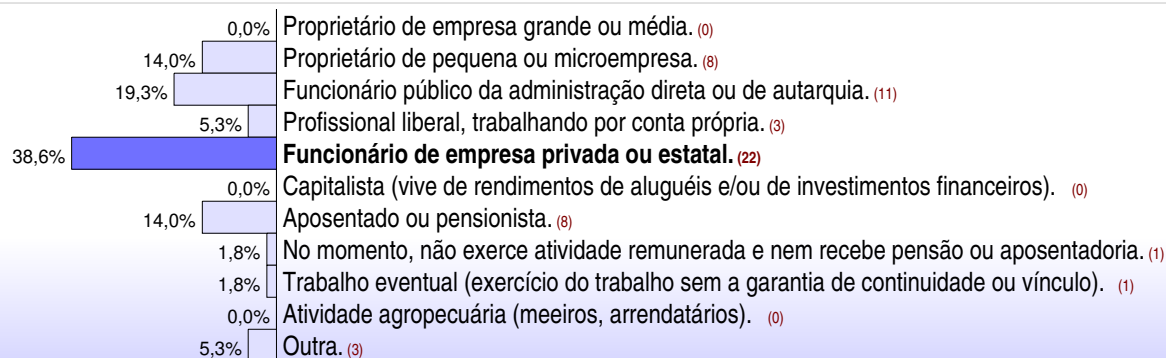 0,0% Proprietário de empresa grande ou média. (0)
14,0% Proprietário de pequena ou microempresa. (8)
19,3% Funcionário público da administração direta ou de autarquia. (11)
5,3% Profissional liberal, trabalhando por conta própria. (3)
38,6% Funcionário de empresa privada ou estatal. (22)
0,0% Capitalista (vive de rendimentos de aluguéis e/ou de investimentos financeiros). (0)
14,0% Aposentado ou pensionista. (8)
1,8% No momento, não exerce atividade remunerada e nem recebe pensão ou aposentadoria. (1)
1,8% Trabalho eventual (exercício do trabalho sem a garantia de continuidade ou vínculo). (1)
0,0% Atividade agropecuária (meeiros, arrendatários). (0)
5,3% Outra. (3)